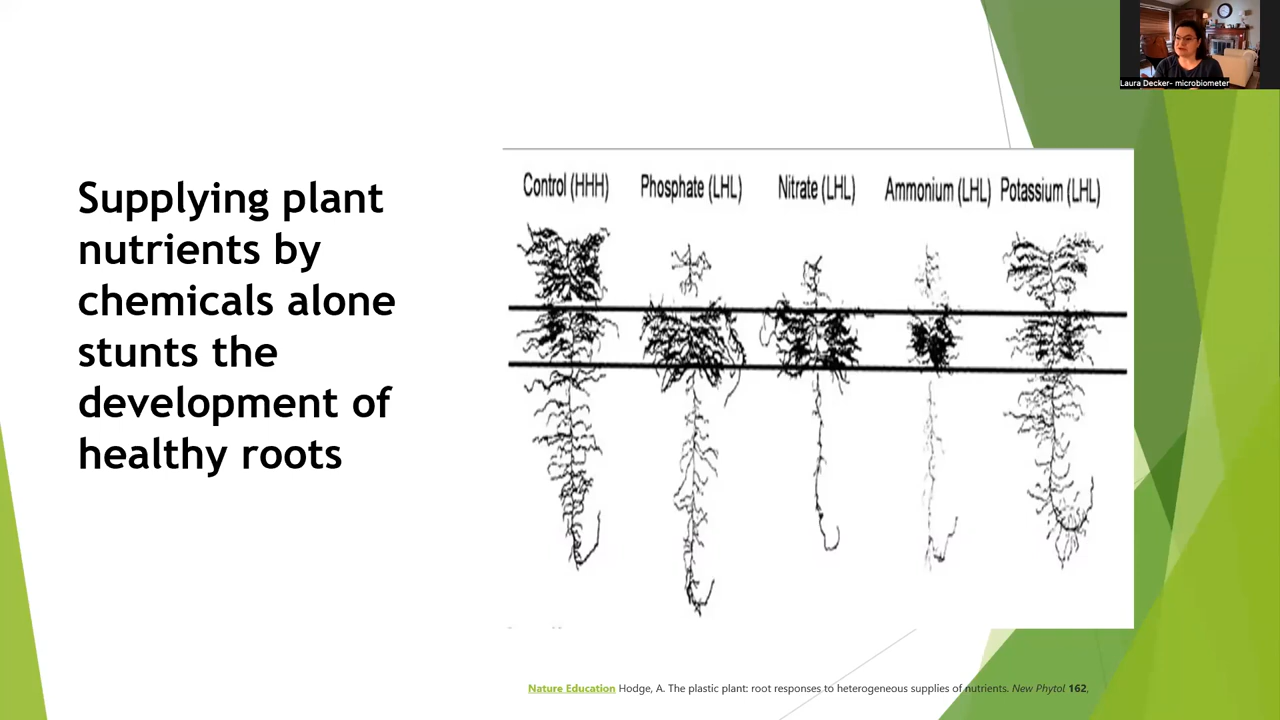 Laura Decker- microbiometer
Supplying plant
nutrients by
chemicals alone
stunts the
development of
healthy roots
Control (HHH) Phosphate (LHL) Nitrate (LHL) Ammonium (LHL) Potassium (LHL)
Nature Education Hodge, A. The plastic plant: root responses to heterogeneous supplies of nutrients. New Phytol 162,